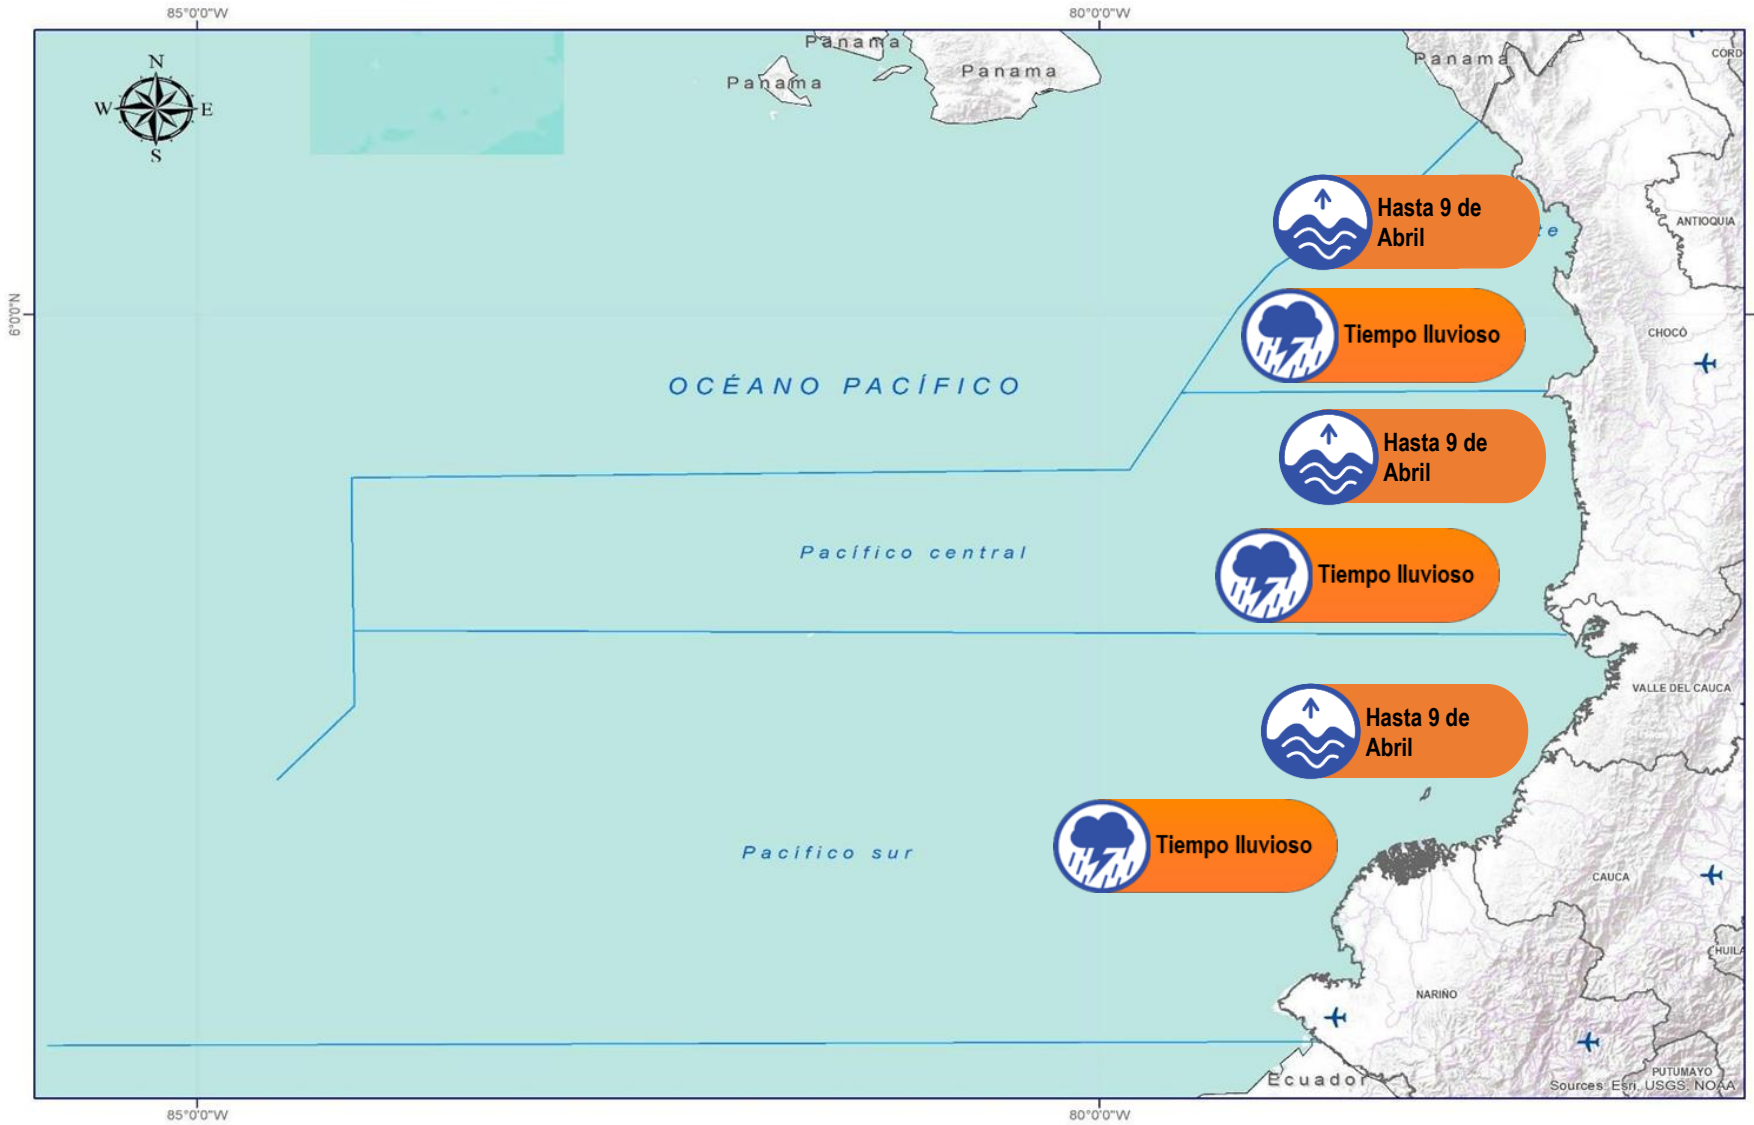 85°0'0"W
80°0'0"W
N
W
E
S
Panama
Panama
Panama
Panama
CORD
ANTIOQUIA
Hasta 9 de
Abril
te
6°0'0"N
Tiempo lluvioso
CHOCÓ
OCÉANO PACÍFICO
Hasta 9 de
Abril
Pacífico central
Tiempo lluvioso
VALLE DEL CAUCA
Hasta 9 de
Abril
Pacífico sur
Tiempo lluvioso
CAUCA
HUILA
NARIÑO
PUTUMAYO
Ecuador
Sources: Esri, USGS, NOAA
85°0'0"W
80°0'0"W